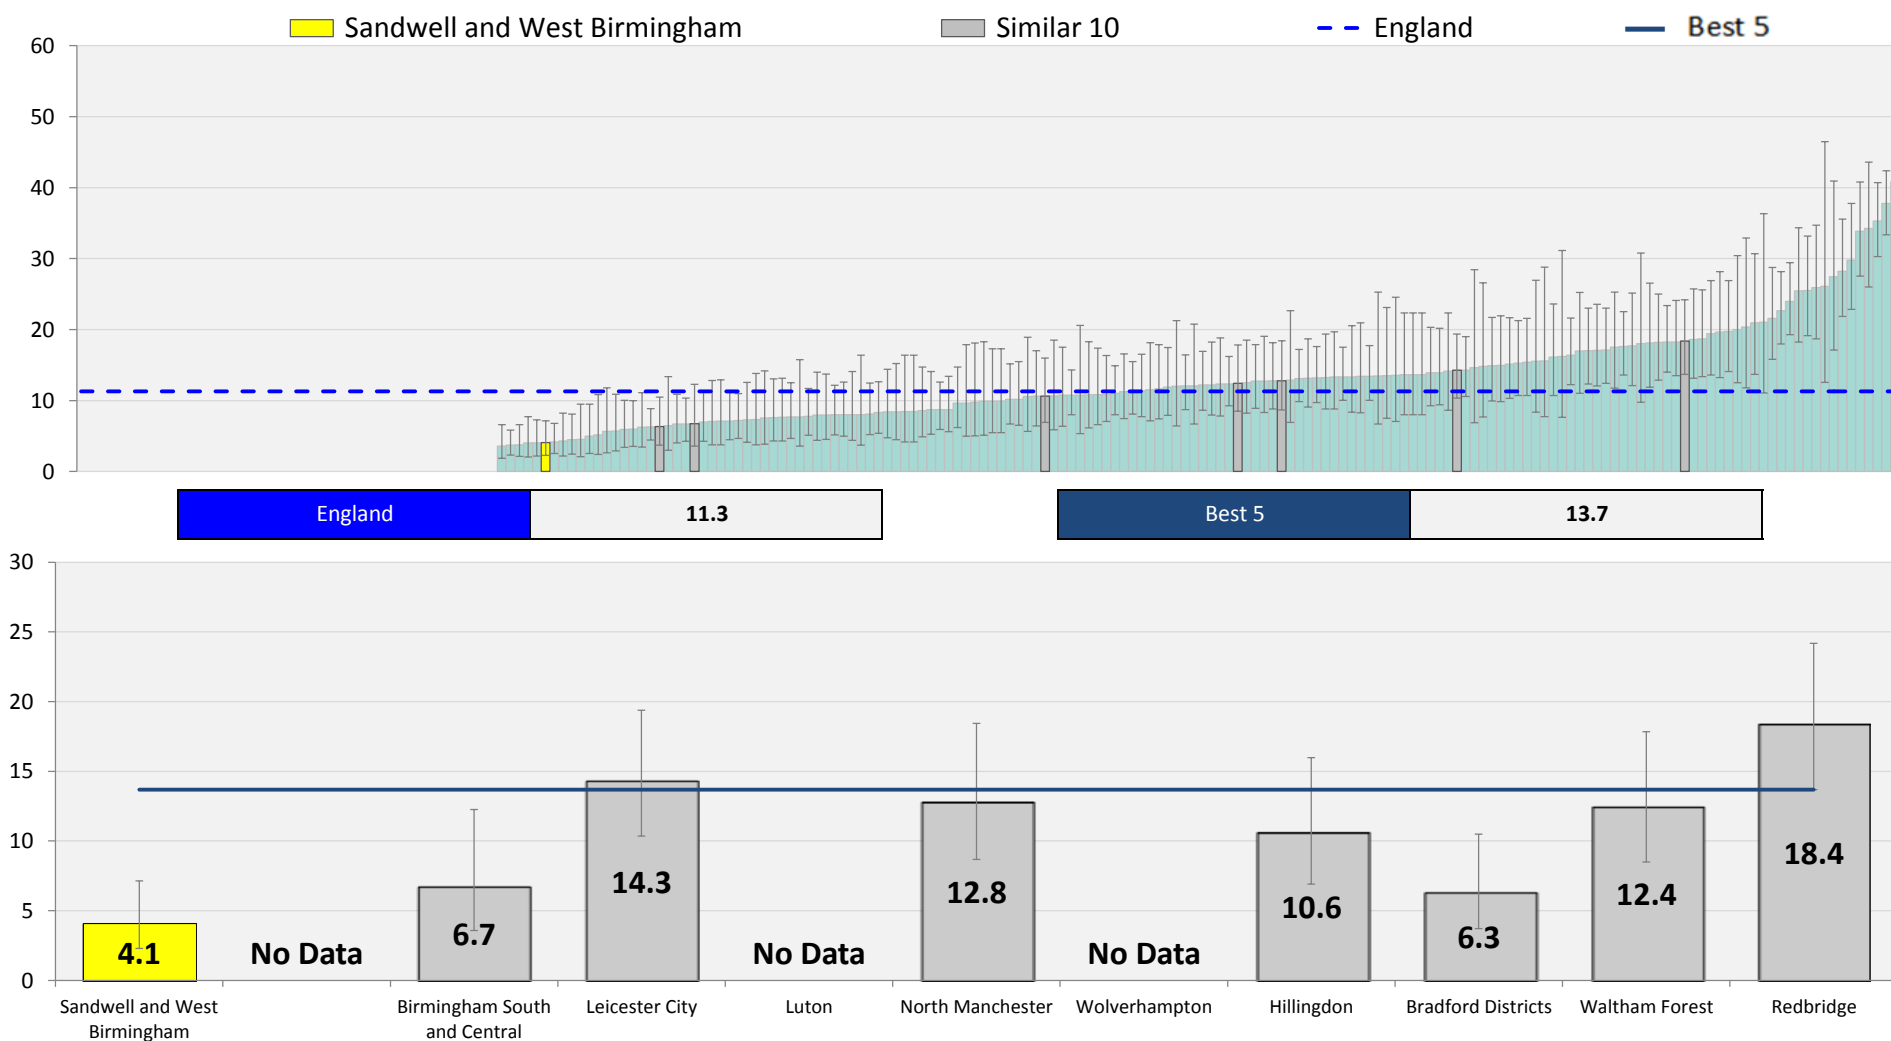 Sandwell and West Birmingham Similar 10 England Best 5
60
50
40
30
20
10
0
England 11.3 Best 5 13.7
30
25
20
15
10
5
0
4.1 No Data 6.7 14.3 No Data 12.8 No Data 10.6 6.3 12.4 18.4
Sandwell and West Birmingham South Leicester City Luton North Manchester Wolverhampton Hillingdon Bradford Districts Waltham Forest Redbridge
Birmingham and Central